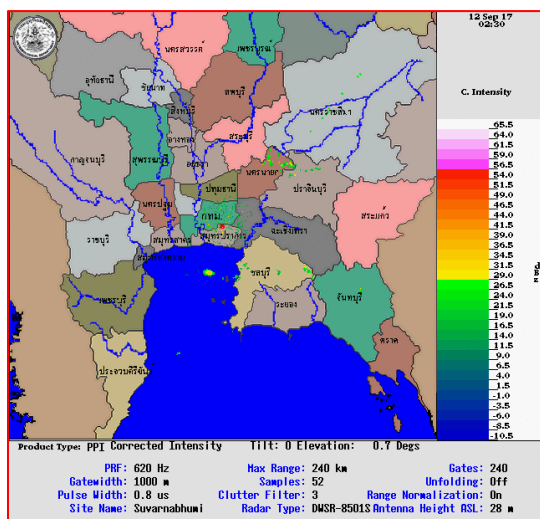 12 Sep 17
02:30
C. Intensity
นครสวรรค์
เพชรบูรณ์
อุทัยธานี
ชัยนาท
ลพบุรี
สิงห์บุรี
นครราชสีมา
อ่างทอง
สระบุรี
กาญจนบุรี
สุพรรณบุรี
อยุธยา
นครนายก
ปราจีนบุรี
ปทุมธานี
นครปฐม
สระแก้ว
กทม.
ฉะเชิงเทรา
ราชบุรี
สมุทรสาคร
สมุทรปราการ
ชลบุรี
เพชรบุรี
ระยอง
จันทบุรี
ตราด
ประจวบคีรีขันธ์
65.5
64.0
61.5
59.0
56.5
54.0
51.5
49.0
46.5
44.0
41.5
39.0
36.5
34.0
31.5
29.0
26.5
24.0
21.5
19.0
16.5
14.0
11.5
9.0
6.5
4.0
1.5
-1.0
-3.5
-6.0
-8.5
-10.5
Product Type: PPI Corrected Intensity Tilt: 0 Elevation: 0.7 Degs
PRF: 620 Hz Max Range: 240 km Gates: 240
Gatewidth: 1000 m Samples: 52 Unfolding: Off
Pulse Width: 0.8 us Clutter Filter: 3 Range Normalization: On
Site Name: Suvarnabhumi Radar Type: DWSR-8501S Antenna Height ASL: 28 m